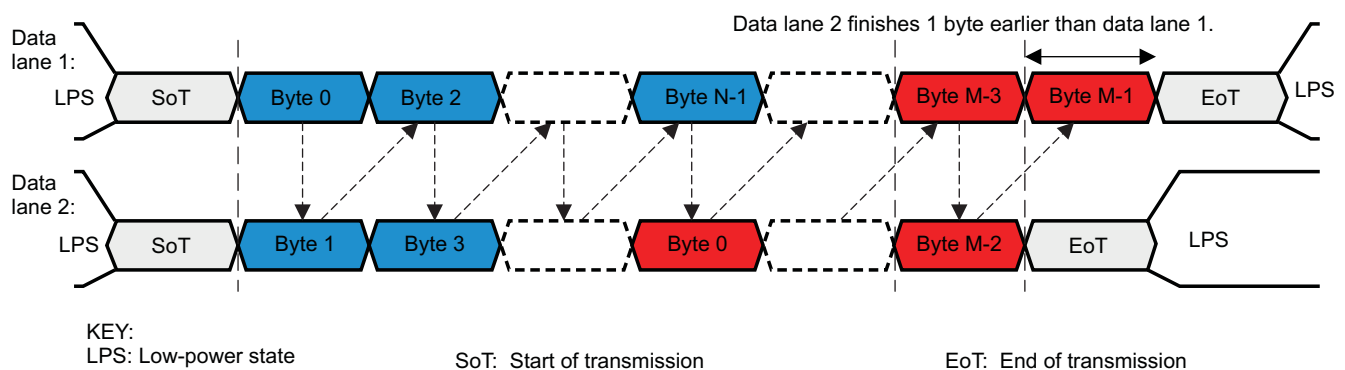 Data lane 2 finishes 1 byte earlier than data lane 1.
Data
lane 1:
LPS
SoT
Byte 0
Byte 2
Byte N-1
Byte M-3
Byte M-1
EoT
LPS
Data
lane 2:
LPS
SoT
Byte 1
Byte 3
Byte 0
Byte M-2
EoT
LPS
KEY:
LPS: Low-power state
SoT: Start of transmission
EoT: End of transmission